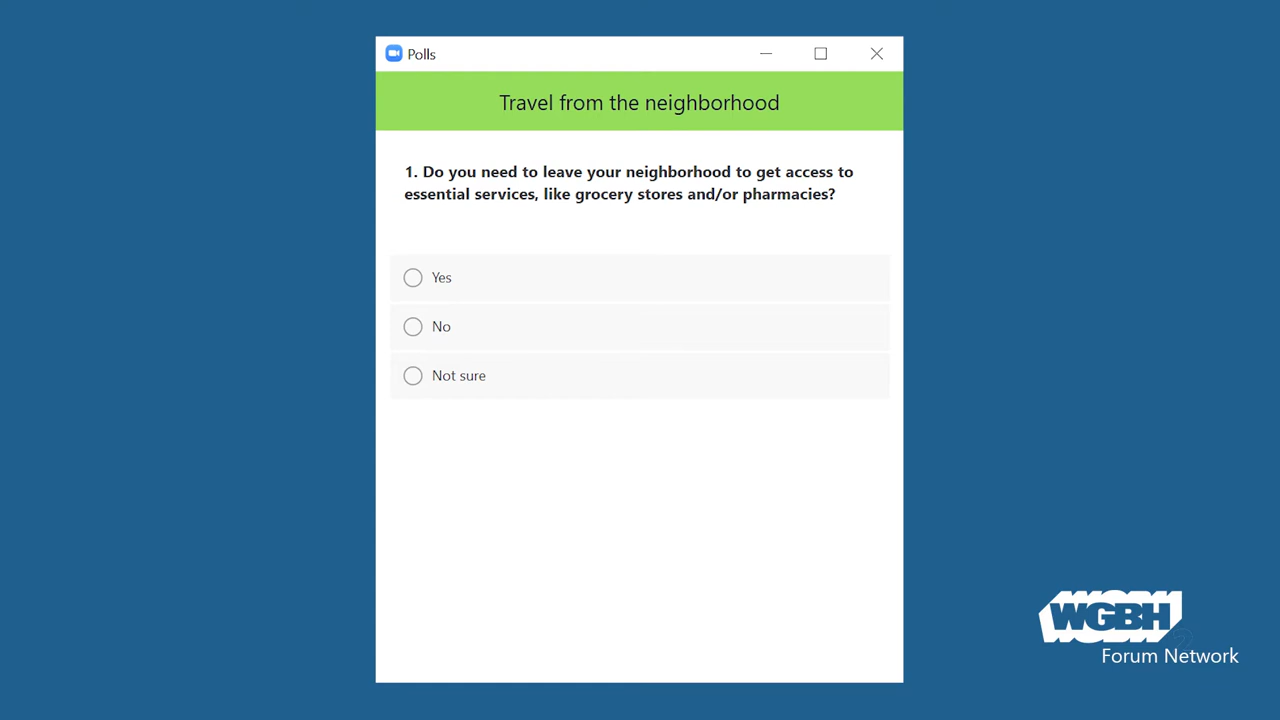 Polls
Travel from the neighborhood
1. Do you need to leave your neighborhood to get access to
essential services, like grocery stores and/or pharmacies?
Yes
No
Not sure
WGBH
Forum Network